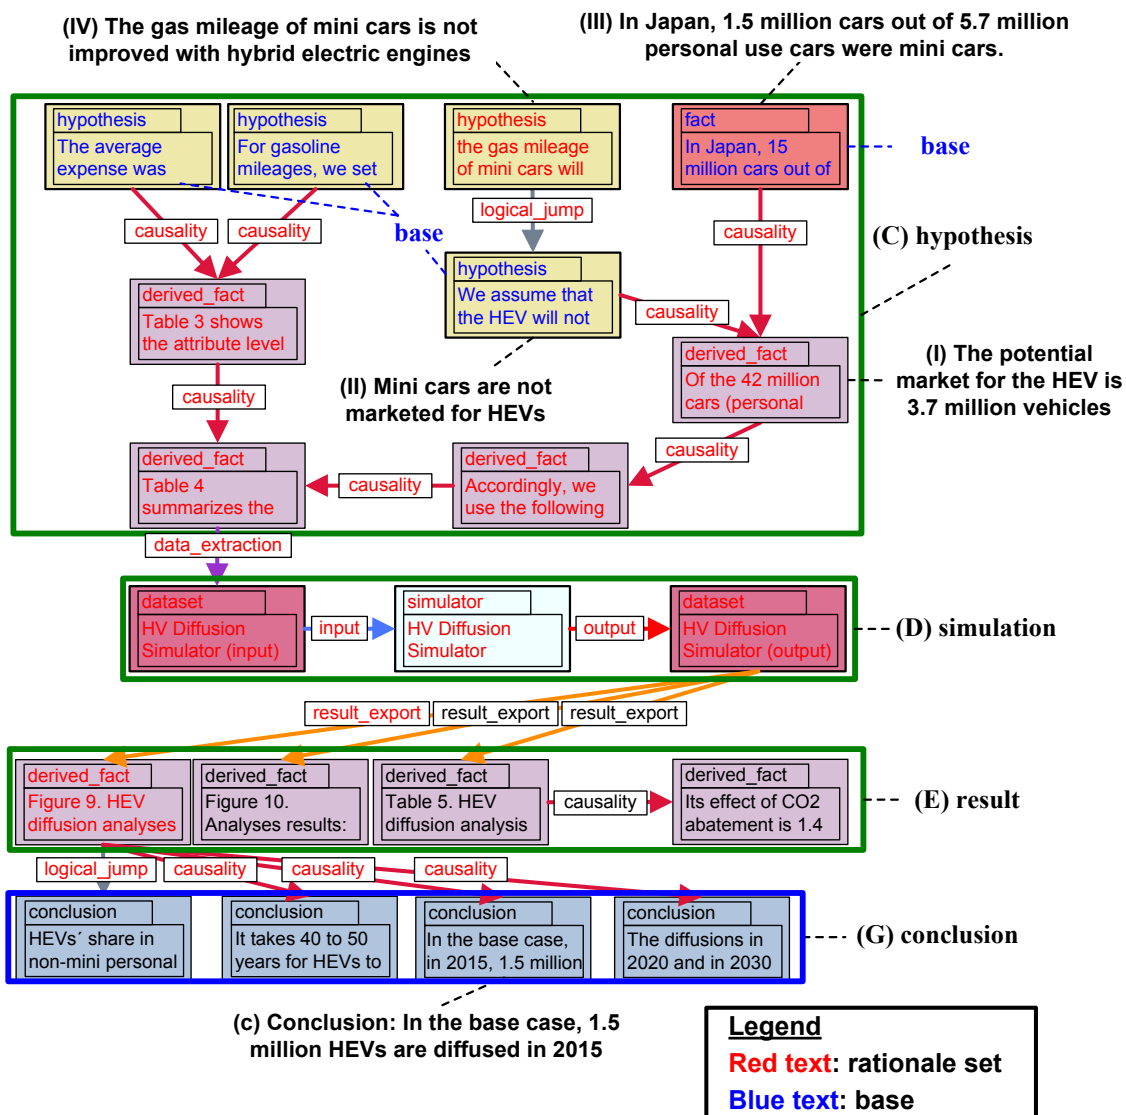 (IV) The gas mileage of mini cars is not
improved with hybrid electric engines
(III) In Japan, 1.5 million cars out of 5.7 million
personal use cars were mini cars.
hypothesis
The average
expense was
hypothesis
For gasoline
mileages, we set
hypothesis
the gas mileage
of mini cars will
fact
In Japan, 15
million cars out of
base
causality
causality
base
logical_jump
causality
(C) hypothesis
derived_fact
Table 3 shows
the attribute level
hypothesis
We assume that
the HEV will not
causality
derived_fact
Of the 42 million
cars (personal
(I) The potential
market for the HEV is
3.7 million vehicles
causality
(II) Mini cars are not
marketed for HEVs
causality
derived_fact
Table 4
summarizes the
causality
derived_fact
Accordingly, we
use the following
data_extraction
dataset
HV Diffusion
Simulator (input)
input
simulator
HV Diffusion
Simulator
output
dataset
HV Diffusion
Simulator (output)
(D) simulation
result_export
result_export
result_export
derived_fact
Figure 9. HEV
diffusion analyses
derived_fact
Figure 10.
Analyses results:
derived_fact
Table 5. HEV
diffusion analysis
causality
derived_fact
Its effect of CO2
abatement is 1.4
(E) result
logical_jump
causality
causality
causality
conclusion
HEVs´ share in
non-mini personal
conclusion
It takes 40 to 50
years for HEVs to
conclusion
In the base case,
in 2015, 1.5 million
conclusion
The diffusions in
2020 and in 2030
(G) conclusion
(c) Conclusion: In the base case, 1.5
million HEVs are diffused in 2015
Legend
Red text: rationale set
Blue text: base